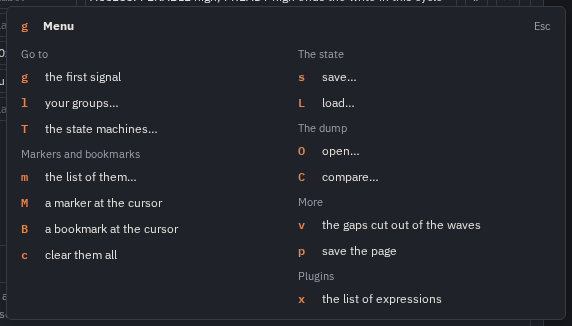 g Menu Esc
Go to
g the first signal
l your groups...
T the state machines...
Markers and bookmarks
m the list of them...
M a marker at the cursor
B a bookmark at the cursor
c clear them all
The state
s save...
L load...
The dump
O open...
C compare...
More
v the gaps cut out of the waves
p save the page
Plugins
x the list of expressions